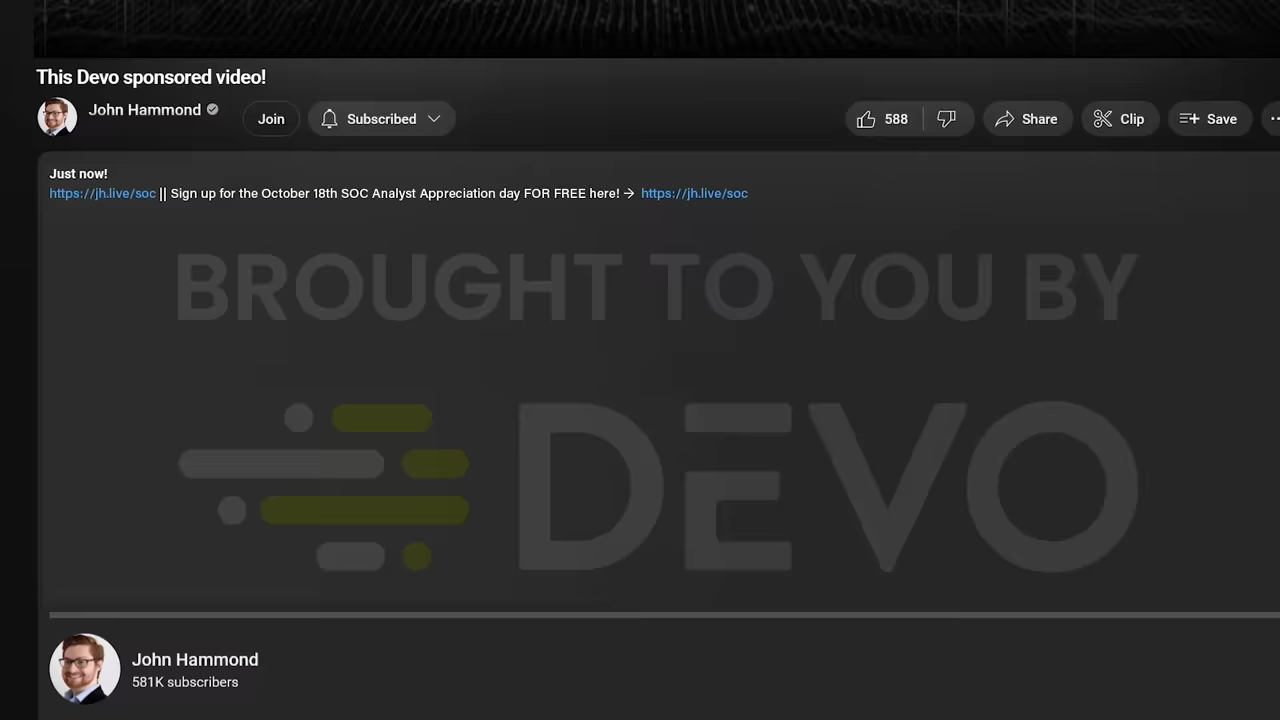 This Devo sponsored video!
John Hammond
Join
Subscribed
588
Share
Clip
Save
Just now!
https://jh.live/soc || Sign up for the October 18th SOC Analyst Appreciation day FOR FREE here! → https://jh.live/soc
BROUGHT TO YOU BY
DEVO
John Hammond
581K subscribers